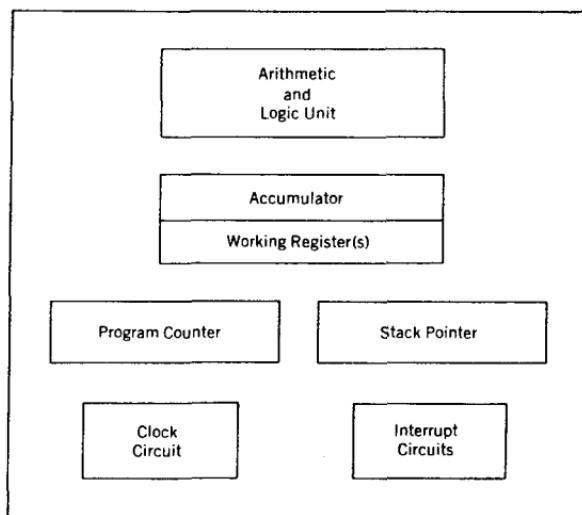 Arithmetic
and
Logic Unit
Accumulator
Working Register(s)
Program Counter
Stack Pointer
Clock
Circuit
Interrupt
Circuits